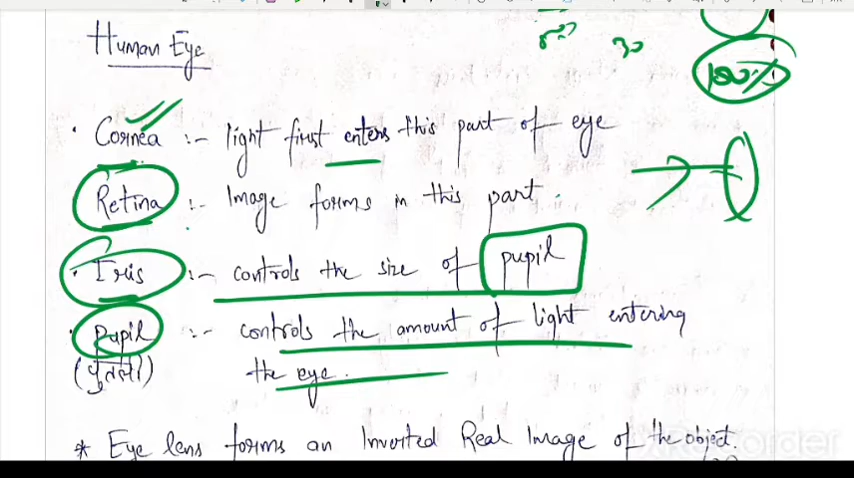 Human Eye
30
100%
· Cornea :- light first enters this part of eye
Retina :- Image forms in this part.
· Iris :- controls the size of pupil
· Pupil :- controls the amount of light entering
(पुतली) the eye.
* Eye lens forms an Inverted Real Image of the object.
Recorder